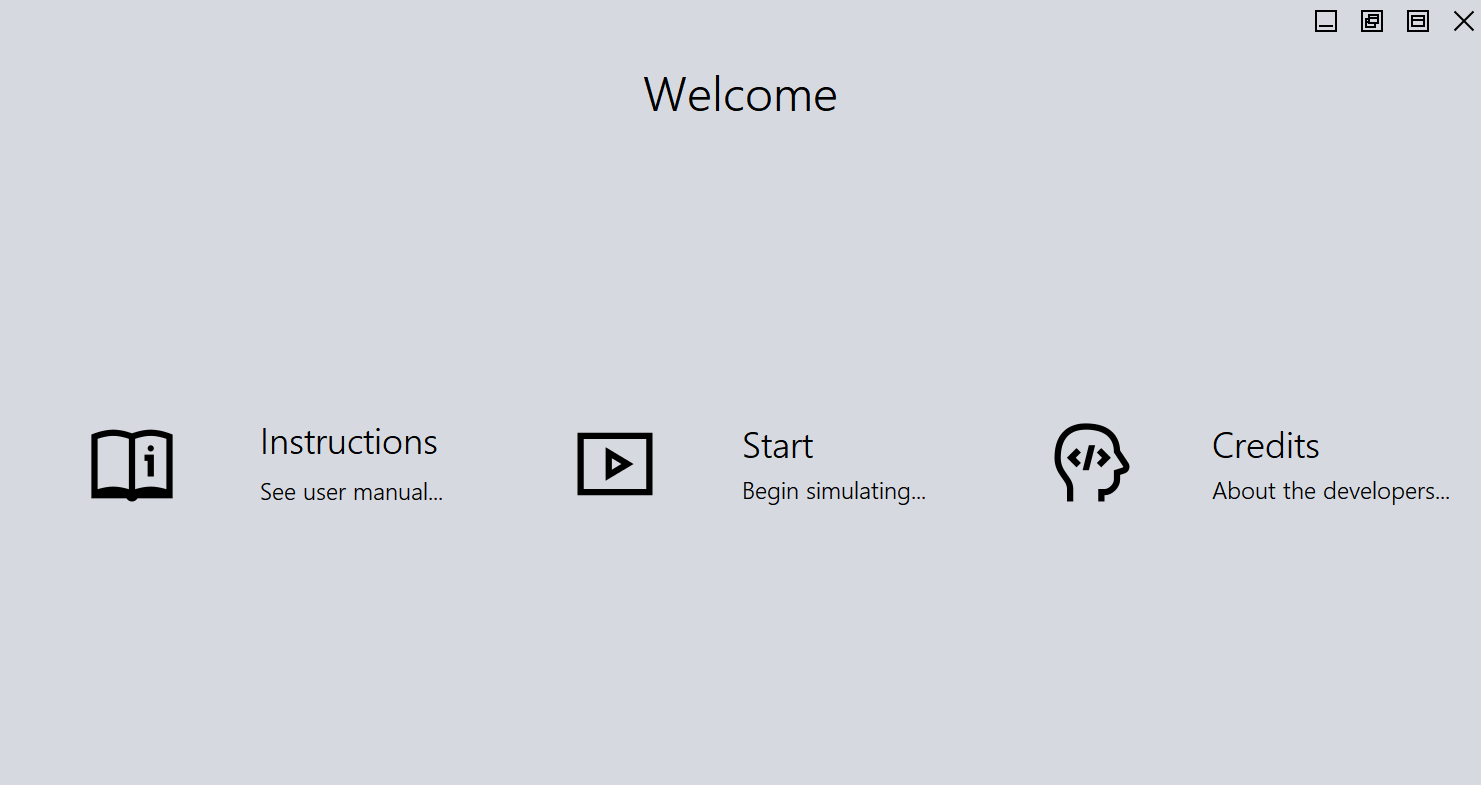 Welcome
Instructions
See user manual...
Start
Begin simulating...
Credits
About the developers...